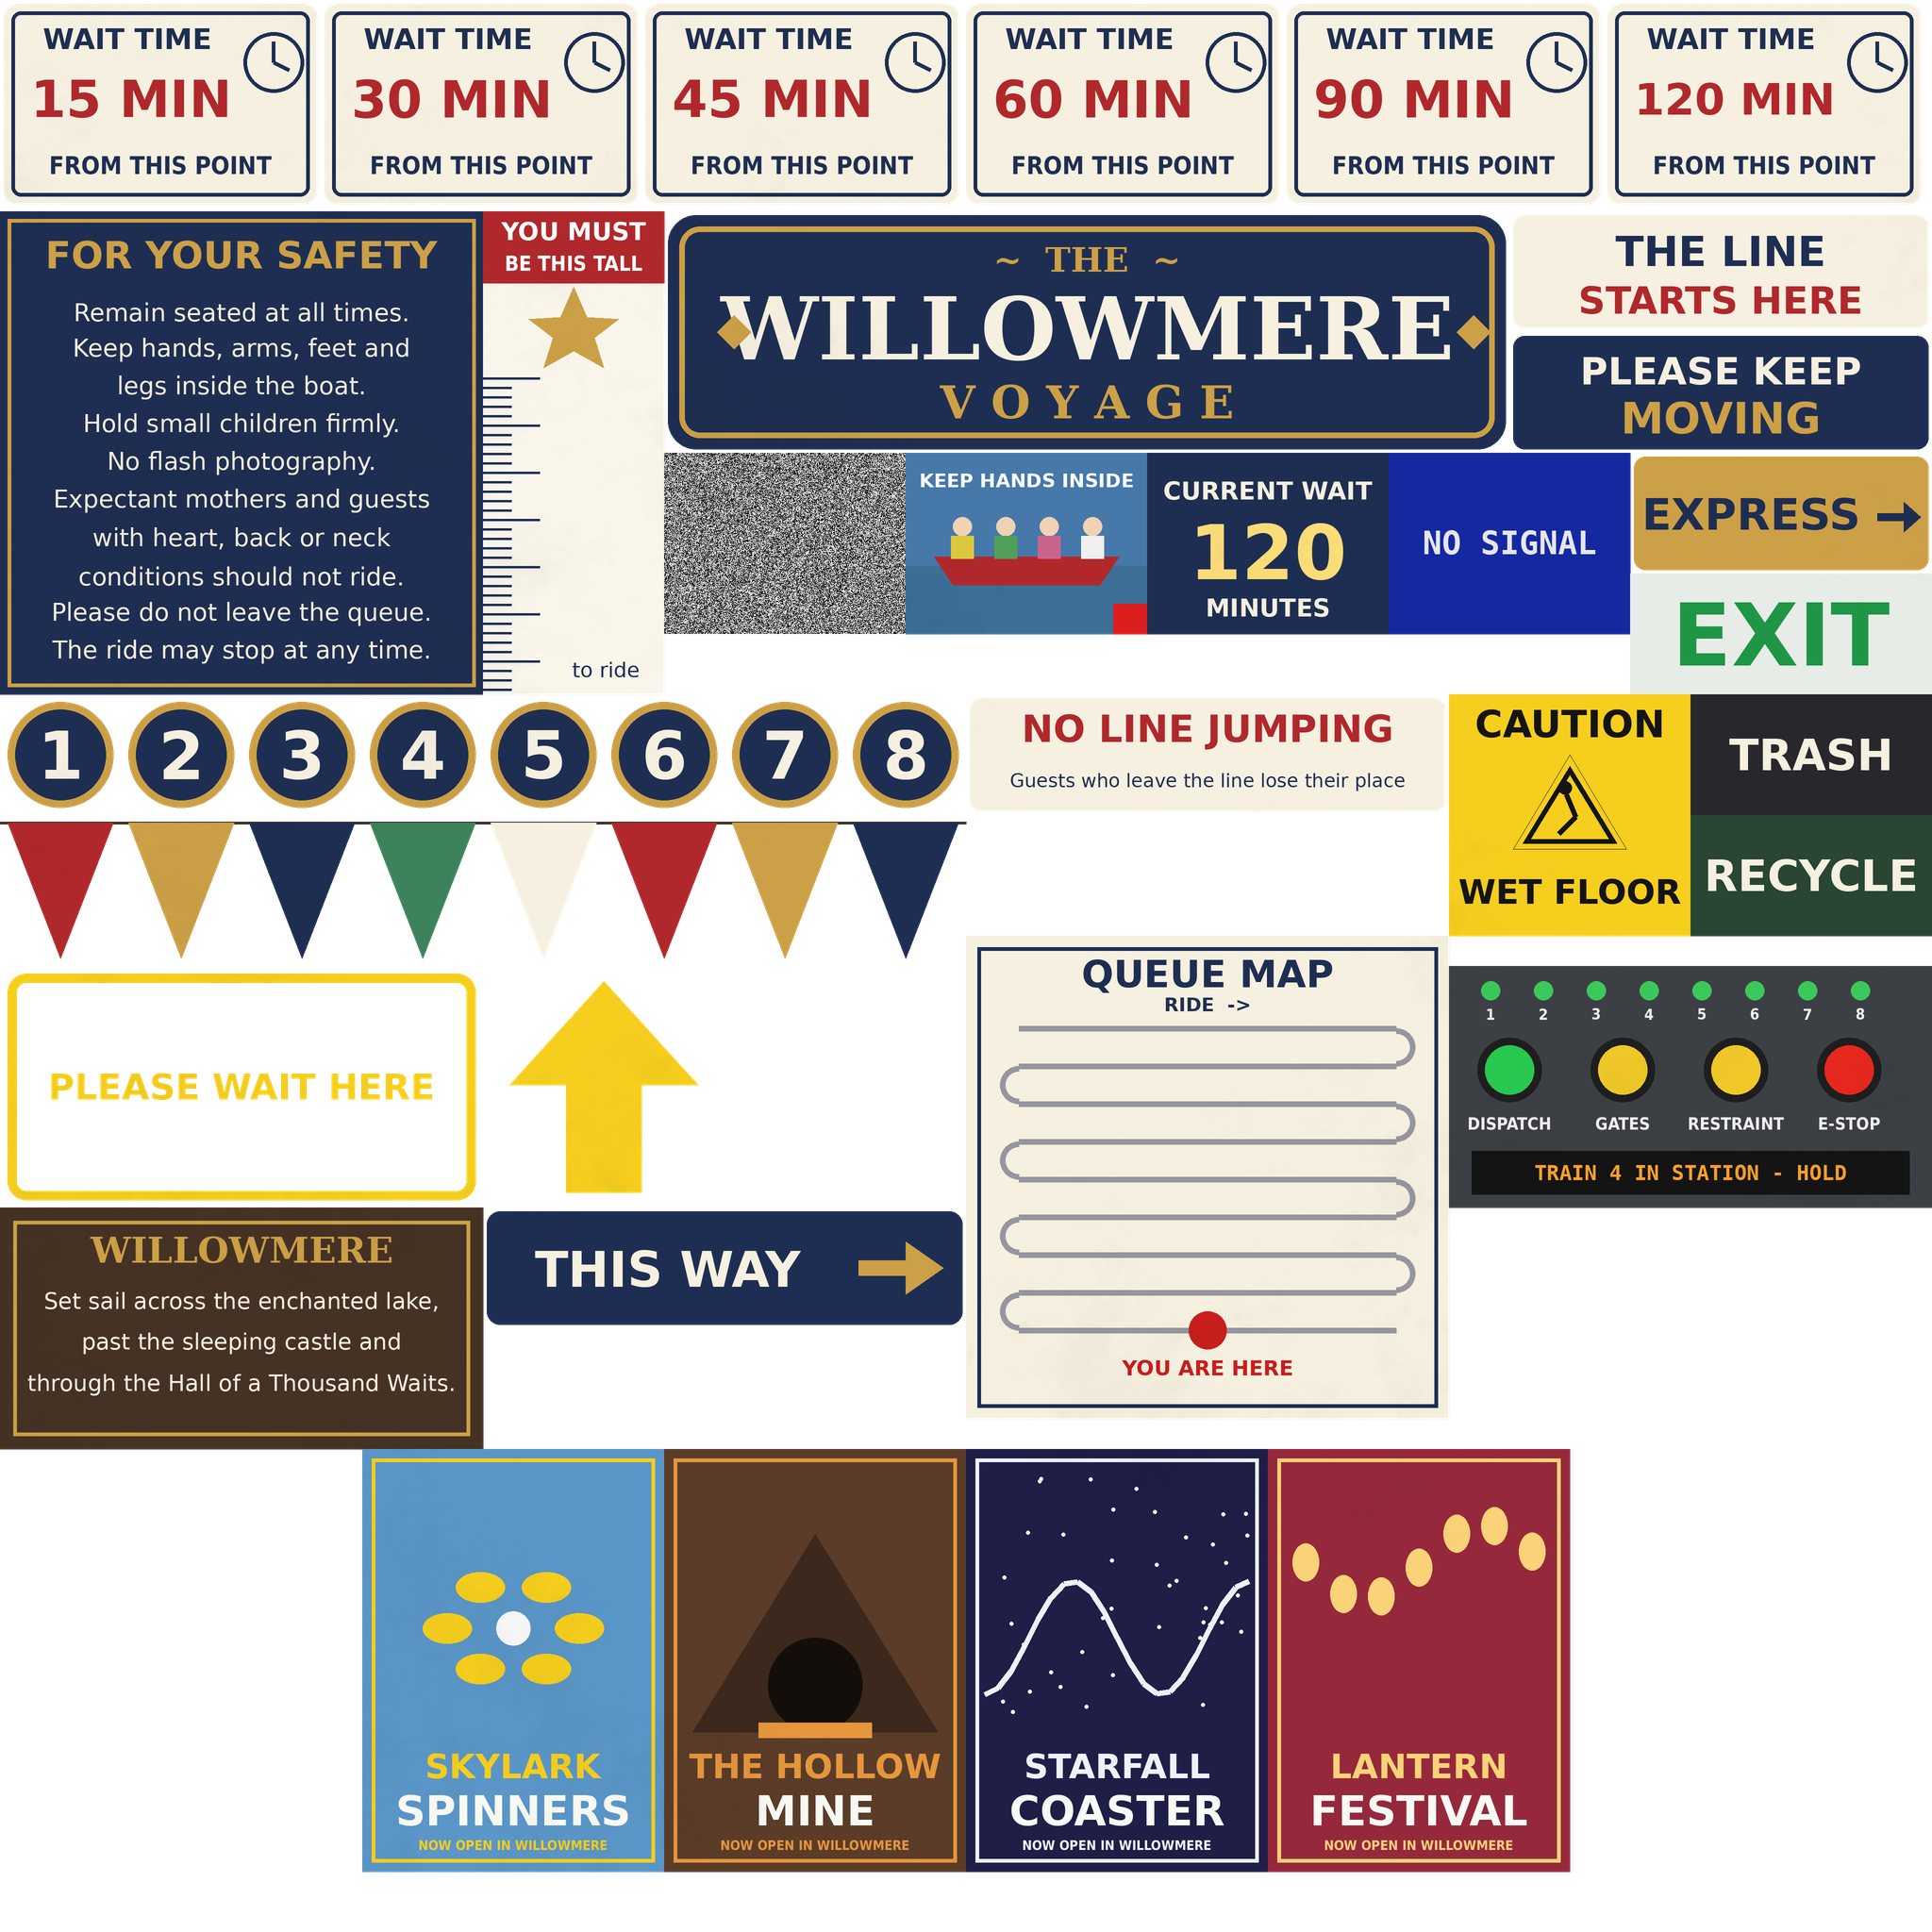 WAIT TIME
15 MIN
FROM THIS POINT
WAIT TIME
30 MIN
FROM THIS POINT
WAIT TIME
45 MIN
FROM THIS POINT
WAIT TIME
60 MIN
FROM THIS POINT
WAIT TIME
90 MIN
FROM THIS POINT
WAIT TIME
120 MIN
FROM THIS POINT
FOR YOUR SAFETY
Remain seated at all times.
Keep hands, arms, feet and
legs inside the boat.
Hold small children firmly.
No flash photography.
Expectant mothers and guests
with heart, back or neck
conditions should not ride.
Please do not leave the queue.
The ride may stop at any time.
YOU MUST
BE THIS TALL
to ride
~ THE ~
WILLOWMERE
VOYAGE
THE LINE
STARTS HERE
PLEASE KEEP
MOVING
KEEP HANDS INSIDE
CURRENT WAIT
120
MINUTES
NO SIGNAL
EXPRESS →
EXIT
1 2 3 4 5 6 7 8
NO LINE JUMPING
Guests who leave the line lose their place
CAUTION
WET FLOOR
TRASH
RECYCLE
PLEASE WAIT HERE
QUEUE MAP
RIDE ->
YOU ARE HERE
1 2 3 4 5 6 7 8
DISPATCH GATES RESTRAINT E-STOP
TRAIN 4 IN STATION - HOLD
WILLOWMERE
Set sail across the enchanted lake,
past the sleeping castle and
through the Hall of a Thousand Waits.
THIS WAY
SKYLARK
SPINNERS
NOW OPEN IN WILLOWMERE
THE HOLLOW
MINE
NOW OPEN IN WILLOWMERE
STARFALL
COASTER
NOW OPEN IN WILLOWMERE
LANTERN
FESTIVAL
NOW OPEN IN WILLOWMERE